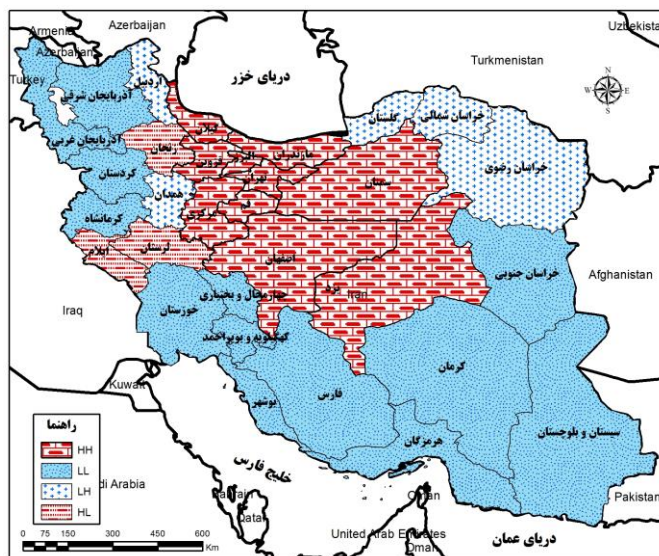 Armenia
Azerbaijan
Azerbaijan
Turkey
دریای خزر
Turkmenistan
Uzbekistan
N
W E
S
اردبیل
آذربایجان شرقی
آذربایجان غربی
گیلان
زنجان
قزوین
البرز
مازندران
تهران
گلستان
خراسان شمالی
خراسان رضوی
سمنان
کردستان
همدان
قم
مرکزی
کرمانشاه
لرستان
ایلام
اصفهان
یزد
Iran
خراسان جنوبی
Afghanistan
Iraq
خوزستان
چهارمحال و بختیاری
کهگیلویه و بویراحمد
Kuwait
فارس
کرمان
بوشهر
هرمزگان
سیستان و بلوچستان
خلیج فارس
راهنما
HH
LL
LH
HL
di Arabia
Bahrain
Qatar
Oman
United Arab Emirates
Oman
دریای عمان
Pakistan
0 75 150 300 450 600
Km